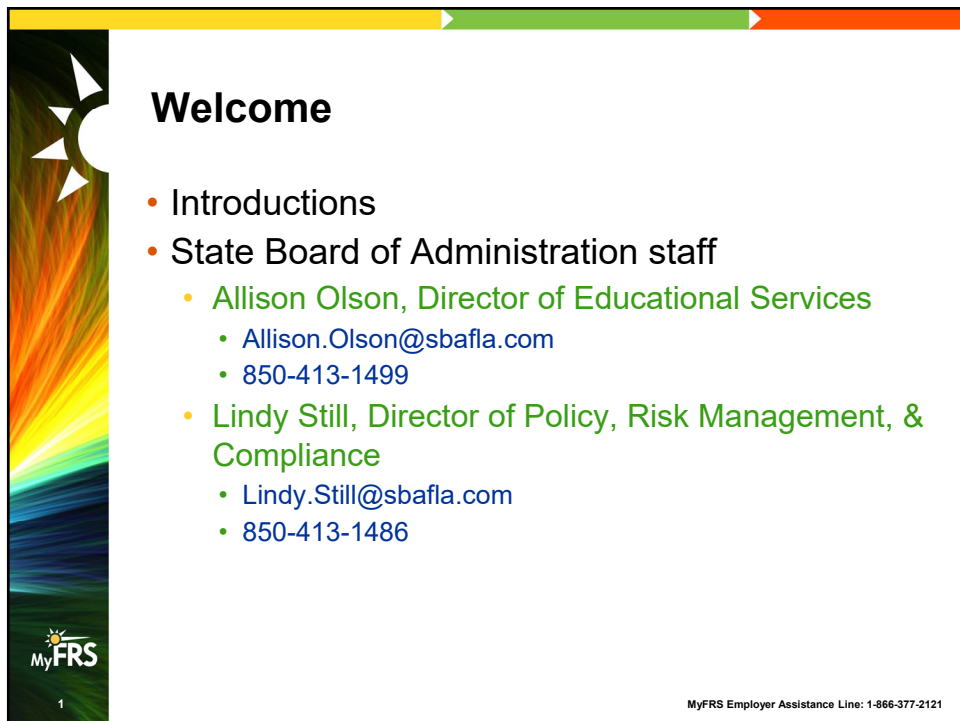 Welcome
• Introductions
• State Board of Administration staff
• Allison Olson, Director of Educational Services
• Allison.Olson@sbafla.com
• 850-413-1499
• Lindy Still, Director of Policy, Risk Management, &
Compliance
• Lindy.Still@sbafla.com
• 850-413-1486
MyFRS
1
MyFRS Employer Assistance Line: 1-866-377-2121